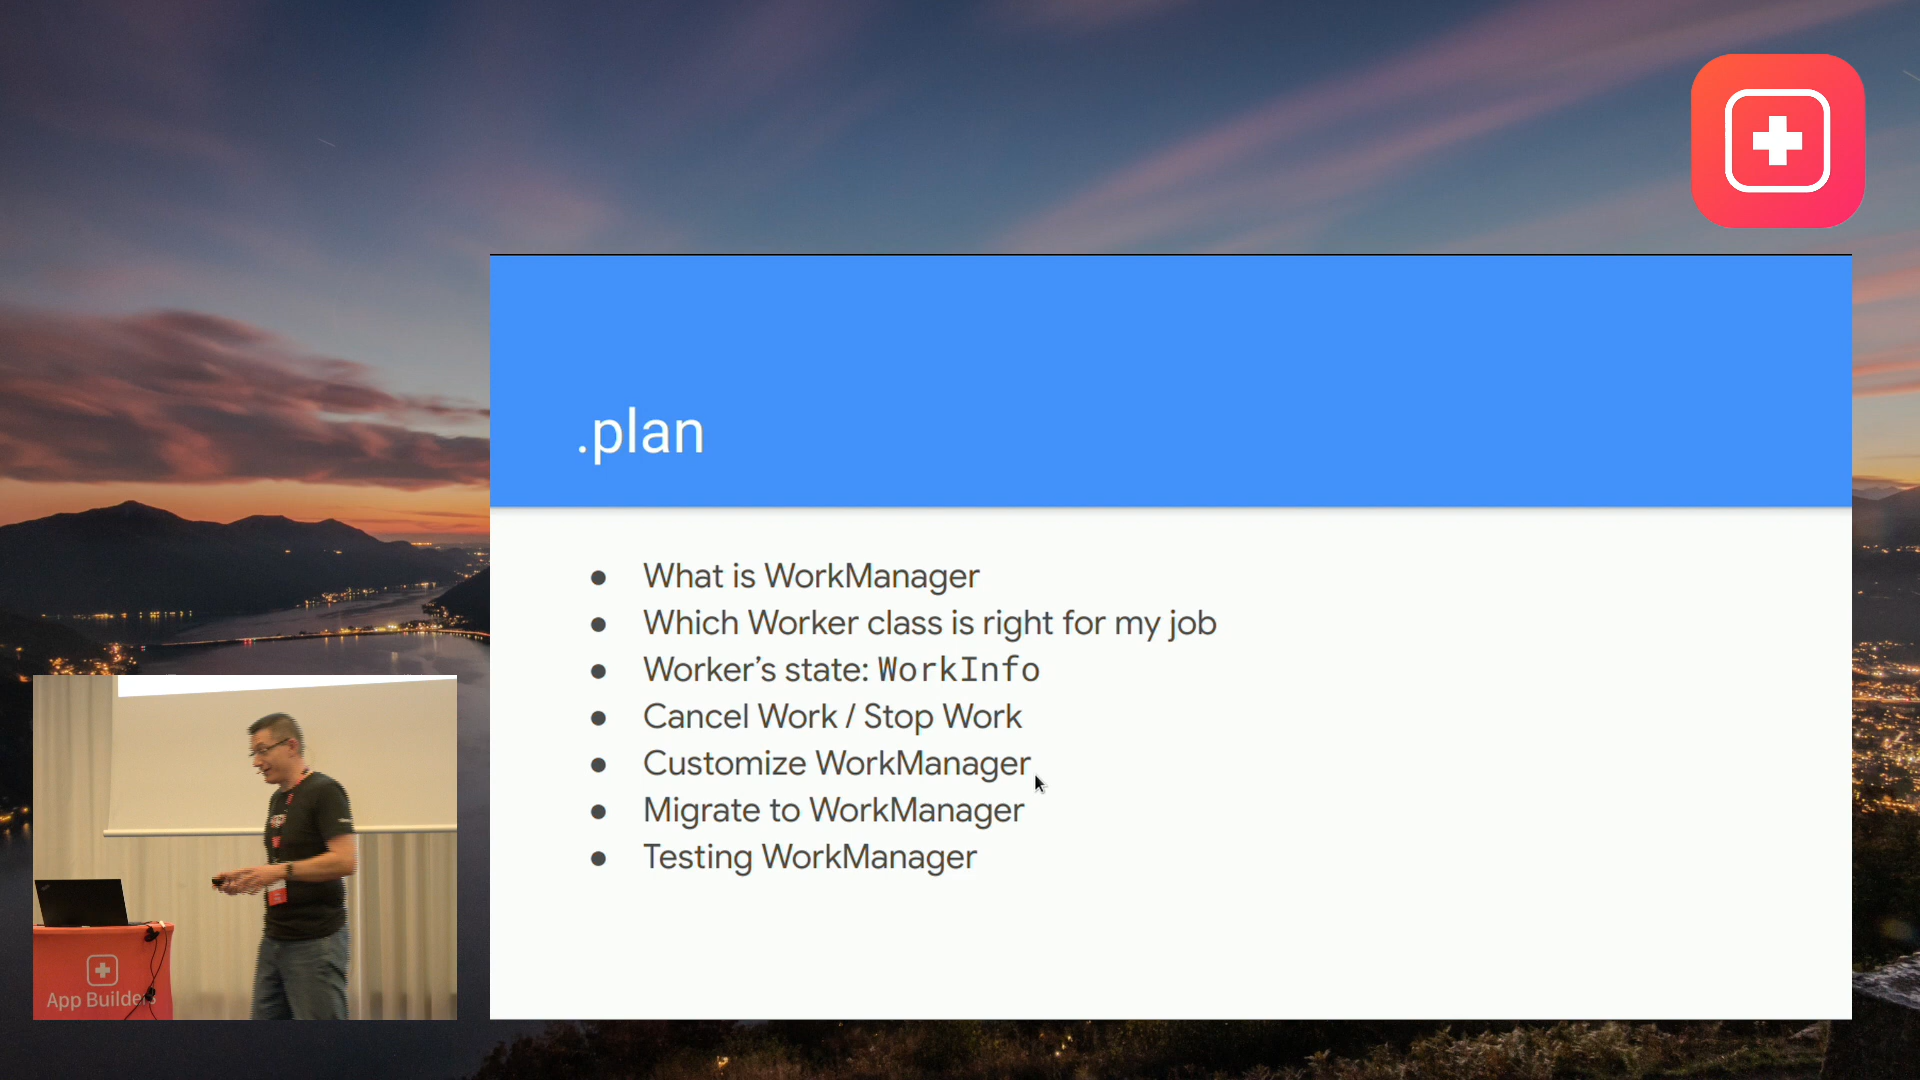 .plan
What is WorkManager
Which Worker class is right for my job
Worker’s state: WorkInfo
Cancel Work / Stop Work
Customize WorkManager
Migrate to WorkManager
Testing WorkManager
App Builders